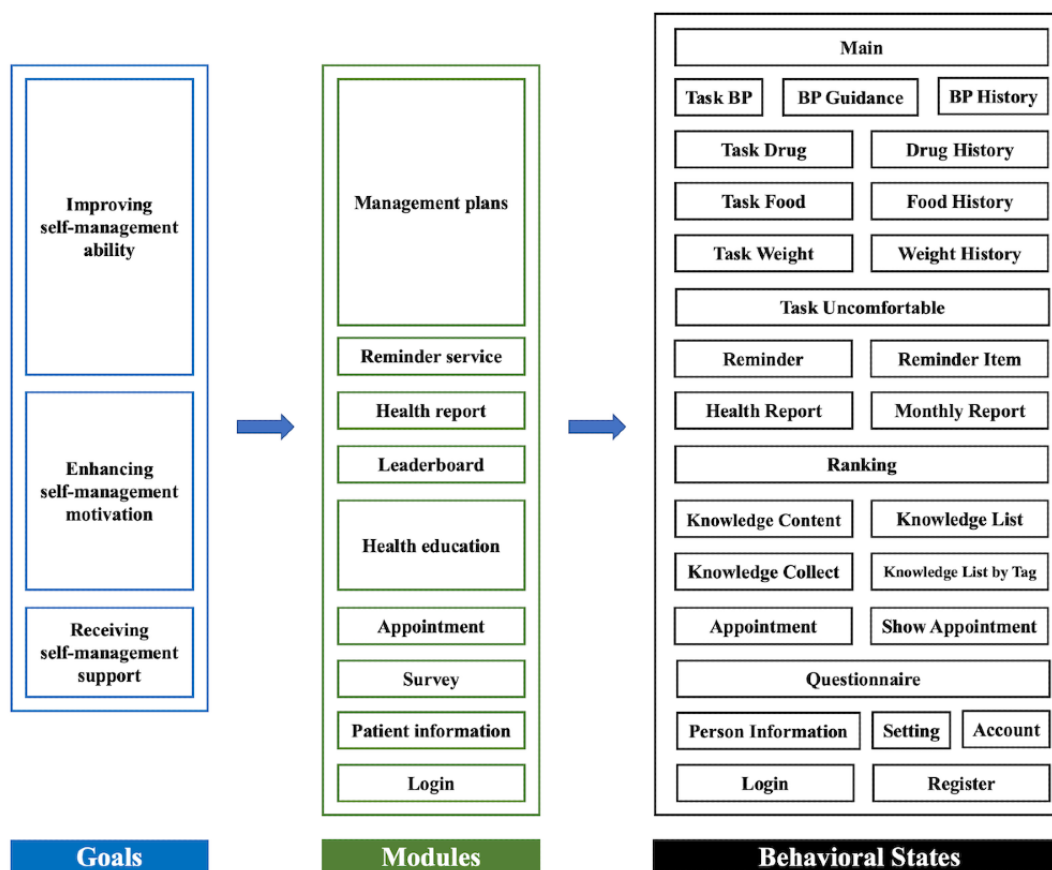 Improving
self-management
ability
Enhancing
self-management
motivation
Receiving
self-management
support
Goals
Management plans
Reminder service
Health report
Leaderboard
Health education
Appointment
Survey
Patient information
Login
Modules
Main
Task BP
BP Guidance
BP History
Task Drug
Drug History
Task Food
Food History
Task Weight
Weight History
Task Uncomfortable
Reminder
Reminder Item
Health Report
Monthly Report
Ranking
Knowledge Content
Knowledge List
Knowledge Collect
Knowledge List by Tag
Appointment
Show Appointment
Questionnaire
Person Information
Setting
Account
Login
Register
Behavioral States